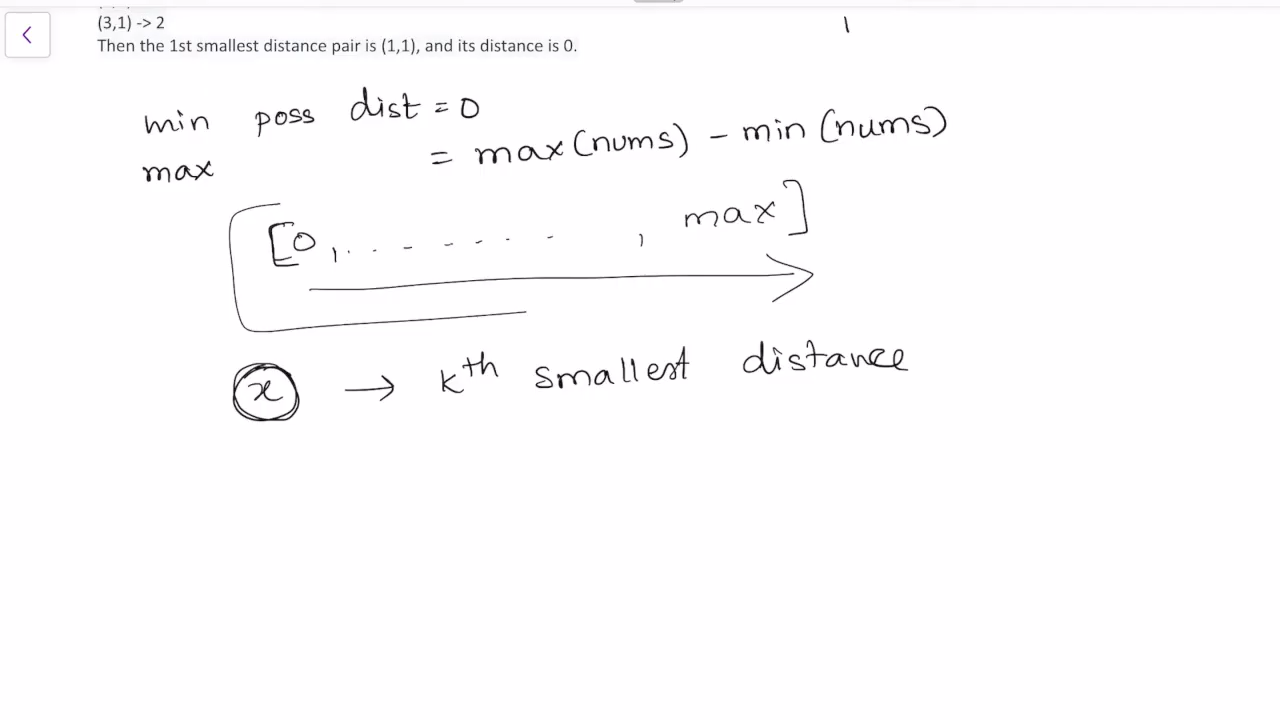 (3,1) -> 2
Then the 1st smallest distance pair is (1,1), and its distance is 0.
min poss dist = 0
max = max(nums) - min(nums)
[0, . . . . . . . , max]
x → kth smallest distance